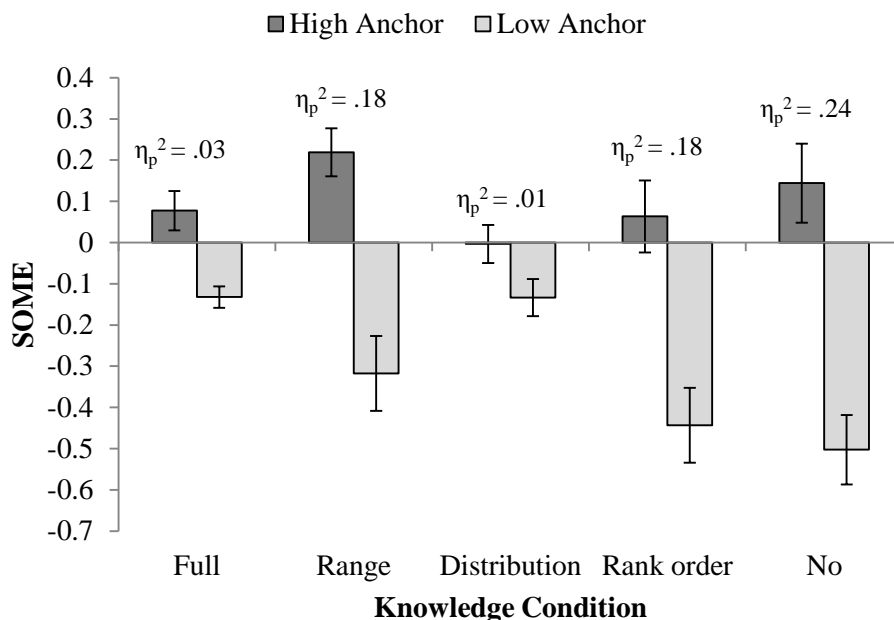 High Anchor Low Anchor
0.4
0.3
0.2
0.1
0
-0.1
-0.2
-0.3
-0.4
-0.5
-0.6
-0.7
SOME
ηp² = .03
ηp² = .18
ηp² = .01
ηp² = .18
ηp² = .24
Full Range Distribution Rank order No
Knowledge Condition